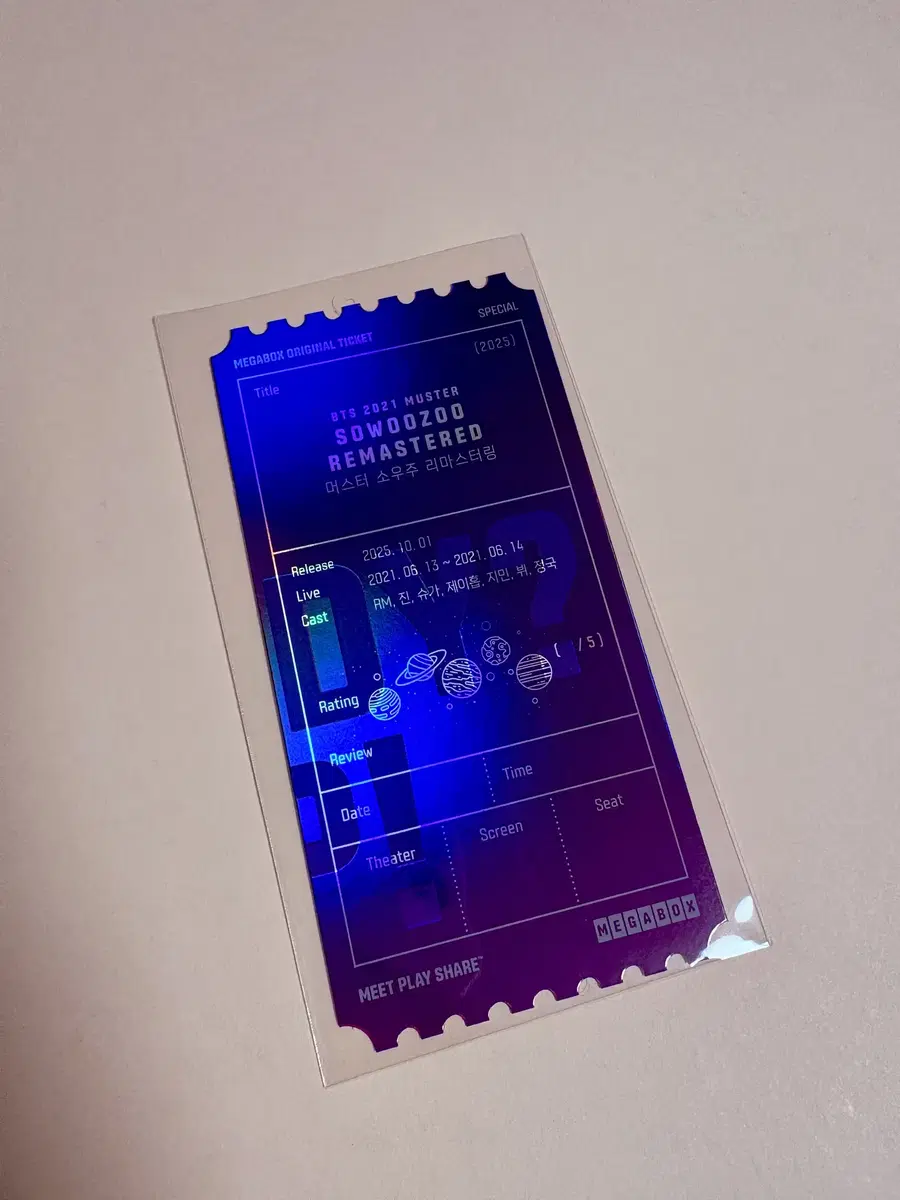 MEGABOX ORIGINAL TICKET
SPECIAL
Title
(2025)
BTS 2021 MUSTER
SOWOOZOO
REMASTERED
머스터 소우주 리마스터링
Release 2025. 10. 01
Live 2021. 06. 13 ~ 2021. 06. 14
Cast RM, 진, 슈가, 제이홉, 지민, 뷔, 정국
Rating ( /5)
Review
Date Time
Theater Screen Seat
MEET PLAY SHARE™
MEGABOX